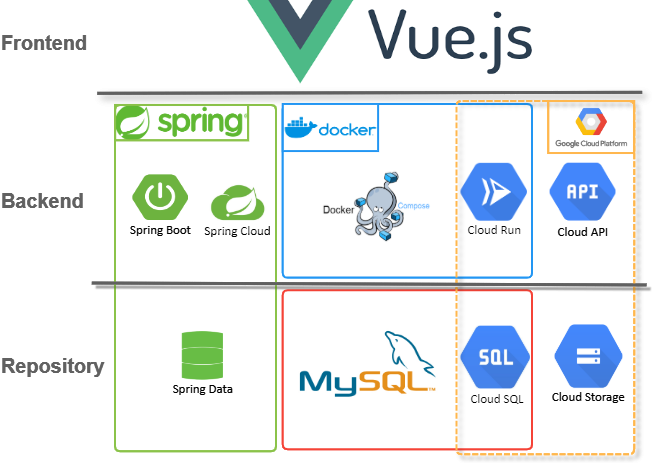 Frontend
Vue.js
spring
docker
Google Cloud Platform
Backend
API
Docker
Compose
Spring Boot
Spring Cloud
Cloud Run
Cloud API
Repository
SQL
MySQL
Spring Data
Cloud SQL
Cloud Storage